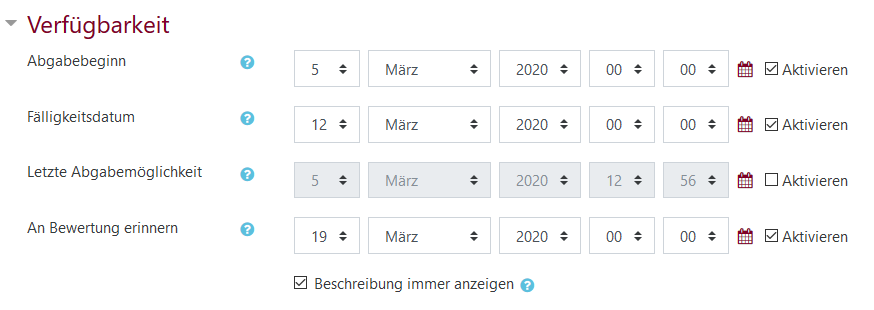 Verfügbarkeit
Abgabebeginn ? 5 März 2020 00 00 Aktivieren
Fälligkeitsdatum ? 12 März 2020 00 00 Aktivieren
Letzte Abgabemöglichkeit ? 5 März 2020 12 56 Aktivieren
An Bewertung erinnern ? 19 März 2020 00 00 Aktivieren
Beschreibung immer anzeigen ?